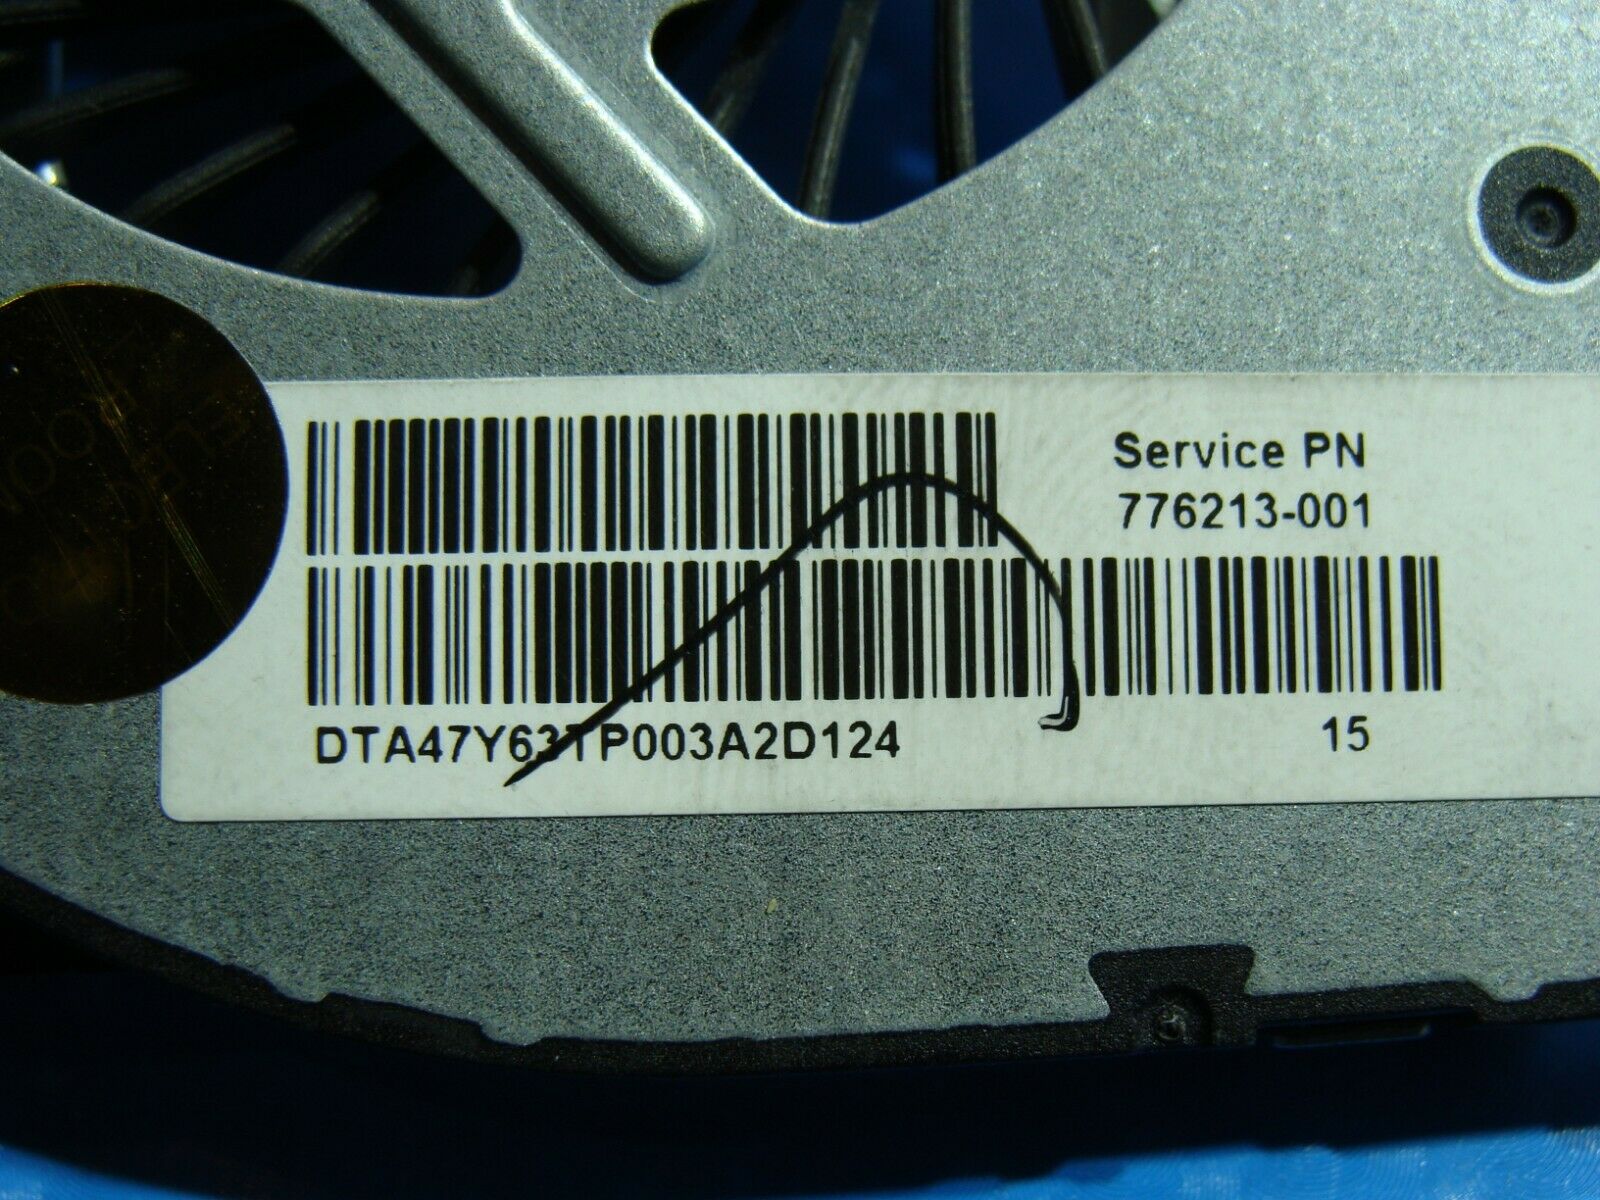 Service PN
776213-001
DTA47Y63TP003A2D124
15